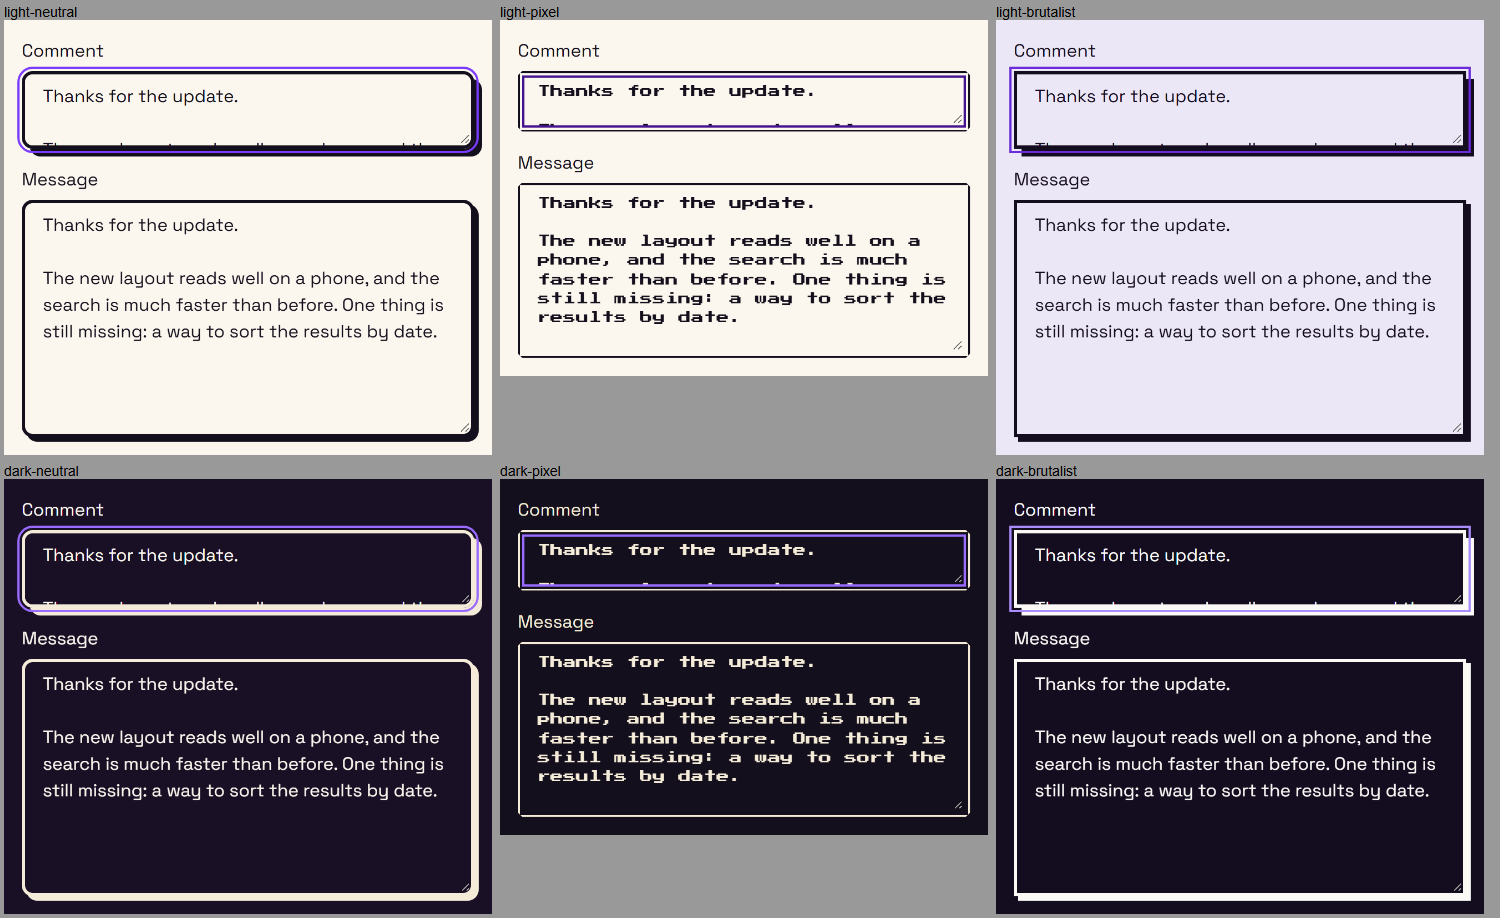 light-neutral
Comment
Thanks for the update.
Message
Thanks for the update.
The new layout reads well on a phone, and the
search is much faster than before. One thing is
still missing: a way to sort the results by date.
light-pixel
Comment
Thanks for the update.
Message
Thanks for the update.
The new layout reads well on a
phone, and the search is much
faster than before. One thing is
still missing: a way to sort the
results by date.
light-brutalist
Comment
Thanks for the update.
Message
Thanks for the update.
The new layout reads well on a phone, and the
search is much faster than before. One thing is
still missing: a way to sort the results by date.
dark-neutral
Comment
Thanks for the update.
Message
Thanks for the update.
The new layout reads well on a phone, and the
search is much faster than before. One thing is
still missing: a way to sort the results by date.
dark-pixel
Comment
Thanks for the update.
Message
Thanks for the update.
The new layout reads well on a
phone, and the search is much
faster than before. One thing is
still missing: a way to sort the
results by date.
dark-brutalist
Comment
Thanks for the update.
Message
Thanks for the update.
The new layout reads well on a phone, and the
search is much faster than before. One thing is
still missing: a way to sort the results by date.